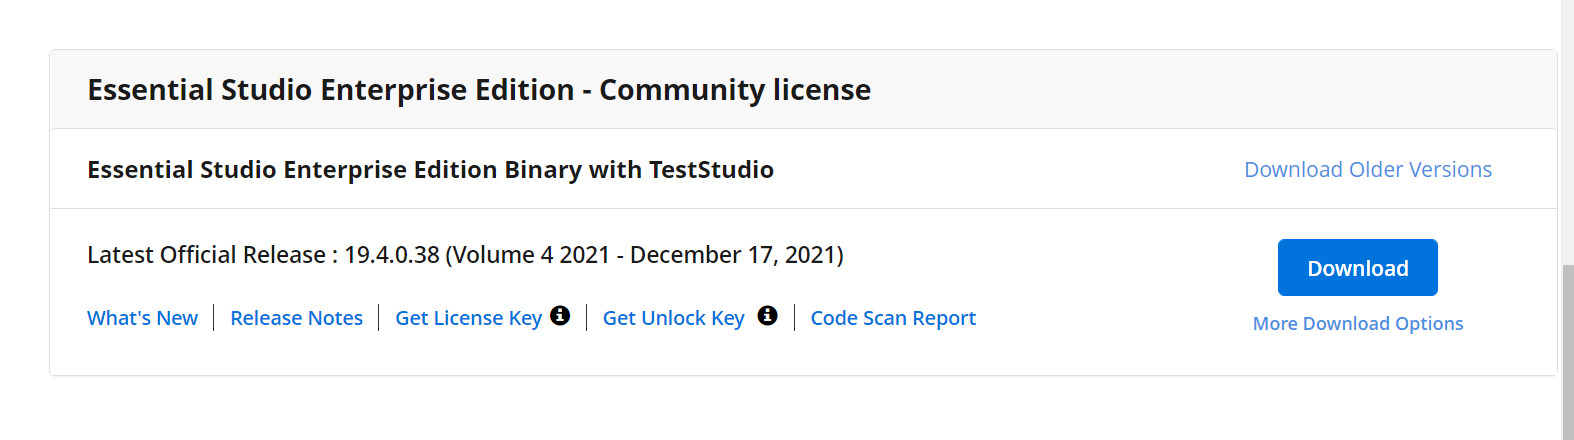 Essential Studio Enterprise Edition - Community license
Essential Studio Enterprise Edition Binary with TestStudio
Download Older Versions
Latest Official Release : 19.4.0.38 (Volume 4 2021 - December 17, 2021)
Download
What's New | Release Notes | Get License Key | Get Unlock Key | Code Scan Report
More Download Options